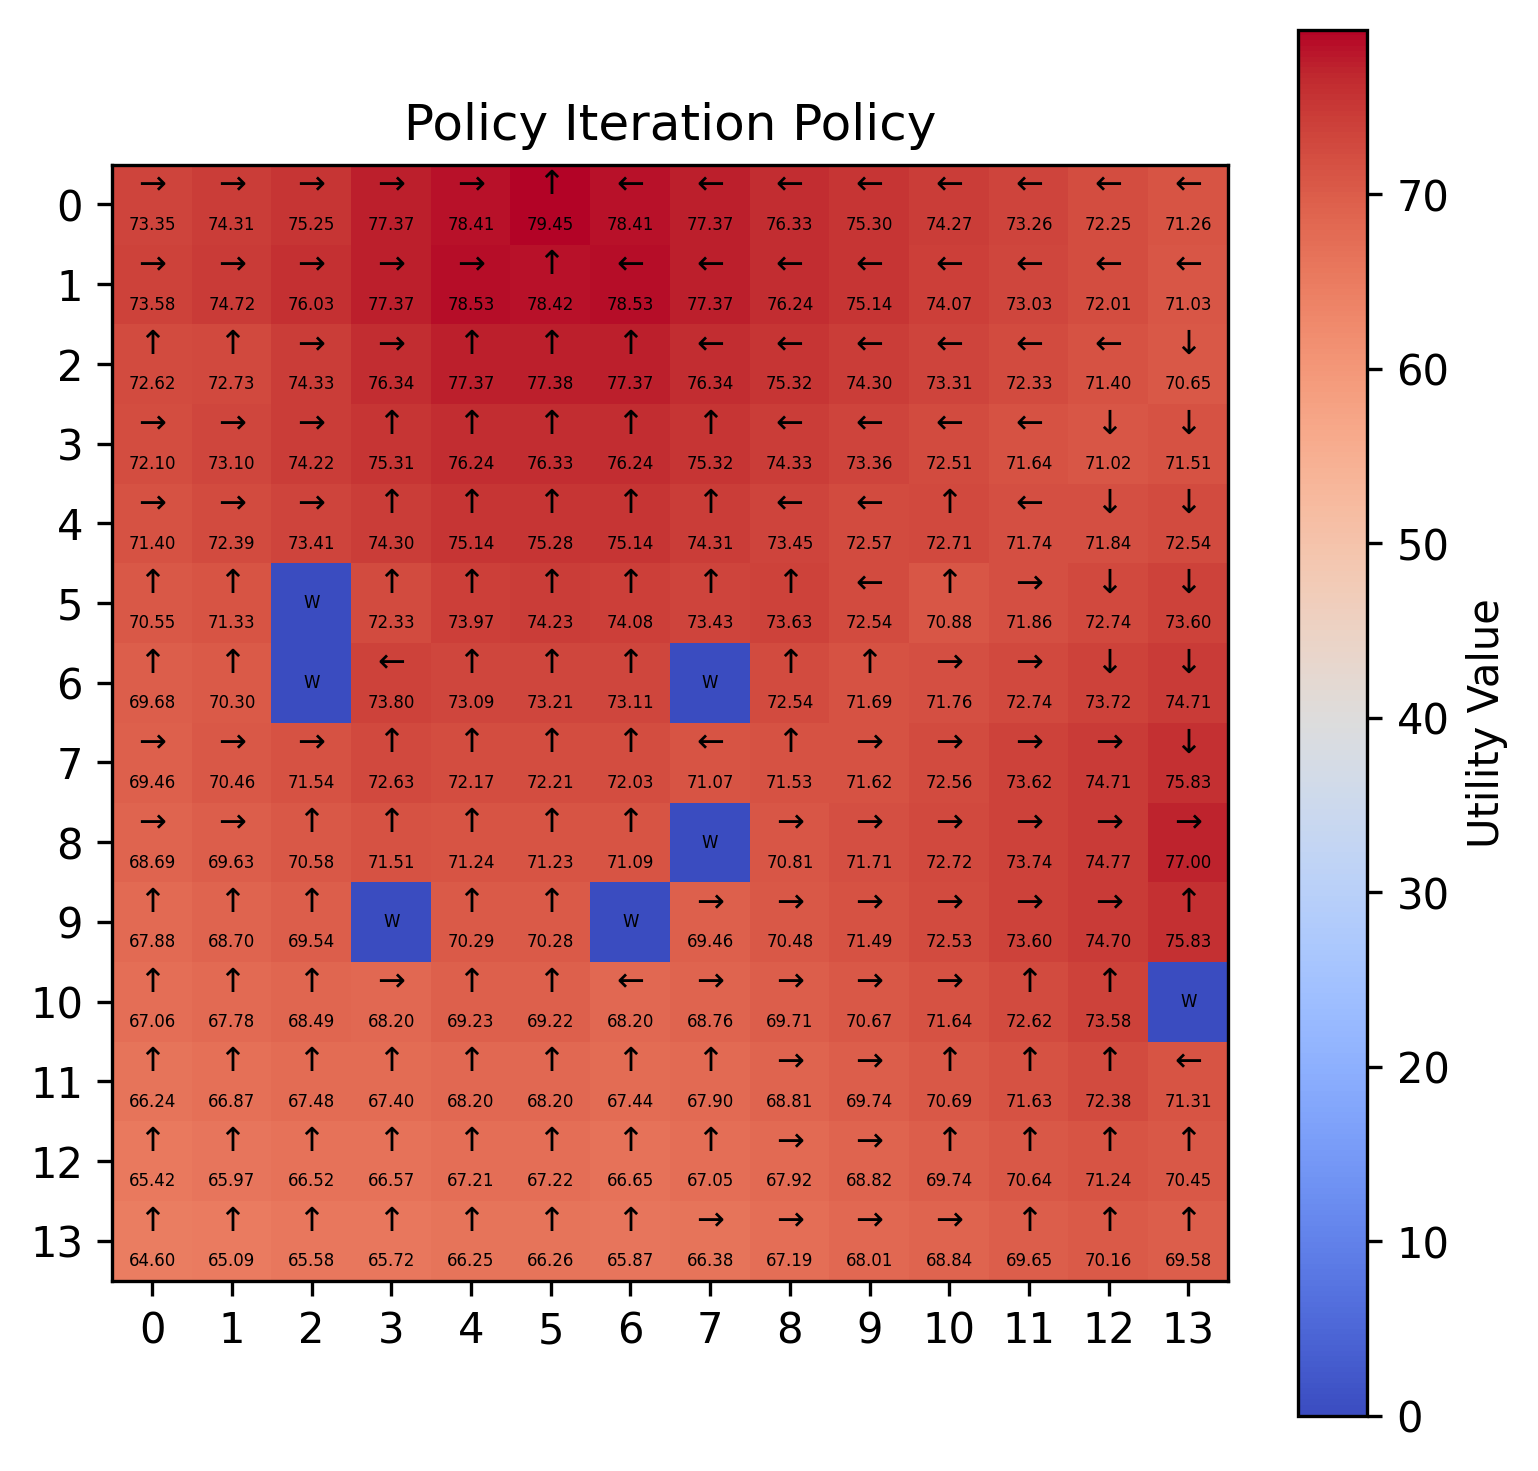 Policy Iteration Policy
→ → → → → ↑ ← ← ← ← ← ← ← ←
0 73.35 74.31 75.25 77.37 78.41 79.45 78.41 77.37 76.33 75.30 74.27 73.26 72.25 71.26
→ → → → → ↑ ← ← ← ← ← ← ← ←
1 73.58 74.72 76.03 77.37 78.53 78.42 78.53 77.37 76.24 75.14 74.07 73.03 72.01 71.03
↑ ↑ → → ↑ ↑ ↑ ← ← ← ← ← ← ↓
2 72.62 72.73 74.33 76.34 77.37 77.38 77.37 76.34 75.32 74.30 73.31 72.33 71.40 70.65
→ → → ↑ ↑ ↑ ↑ ↑ ← ← ← ← ↓ ↓
3 72.10 73.10 74.22 75.31 76.24 76.33 76.24 75.32 74.33 73.36 72.51 71.64 71.02 71.51
→ → → ↑ ↑ ↑ ↑ ↑ ← ← ↑ ← ↓ ↓
4 71.40 72.39 73.41 74.30 75.14 75.28 75.14 74.31 73.45 72.57 72.71 71.74 71.84 72.54
↑ ↑ W ↑ ↑ ↑ ↑ ↑ ↑ ← ↑ → ↓ ↓
5 70.55 71.33 72.33 73.97 74.23 74.08 73.43 73.63 72.54 70.88 71.86 72.74 73.60
↑ ↑ W ← ↑ ↑ ↑ W ↑ ↑ → → ↓ ↓
6 69.68 70.30 73.80 73.09 73.21 73.11 72.54 71.69 71.76 72.74 73.72 74.71
→ → → ↑ ↑ ↑ ↑ ← ↑ → → → → ↓
7 69.46 70.46 71.54 72.63 72.17 72.21 72.03 71.07 71.53 71.62 72.56 73.62 74.71 75.83
→ → ↑ ↑ ↑ ↑ ↑ W → → → → → →
8 68.69 69.63 70.58 71.51 71.24 71.23 71.09 70.81 71.71 72.72 73.74 74.77 77.00
↑ ↑ ↑ W ↑ ↑ W → → → → → → ↑
9 67.88 68.70 69.54 70.29 70.28 69.46 70.48 71.49 72.53 73.60 74.70 75.83
↑ ↑ ↑ → ↑ ↑ ← → → → → ↑ ↑ W
10 67.06 67.78 68.49 68.20 69.23 69.22 68.20 68.76 69.71 70.67 71.64 72.62 73.58
↑ ↑ ↑ ↑ ↑ ↑ ↑ ↑ → → ↑ ↑ ↑ ←
11 66.24 66.87 67.48 67.40 68.20 68.20 67.44 67.90 68.81 69.74 70.69 71.63 72.38 71.31
↑ ↑ ↑ ↑ ↑ ↑ ↑ ↑ → → ↑ ↑ ↑ ↑
12 65.42 65.97 66.52 66.57 67.21 67.22 66.65 67.05 67.92 68.82 69.74 70.64 71.24 70.45
↑ ↑ ↑ ↑ ↑ ↑ ↑ → → → → ↑ ↑ ↑
13 64.60 65.09 65.58 65.72 66.25 66.26 65.87 66.38 67.19 68.01 68.84 69.65 70.16 69.58
0 1 2 3 4 5 6 7 8 9 10 11 12 13
70
60
50
40
30
20
10
0
Utility Value